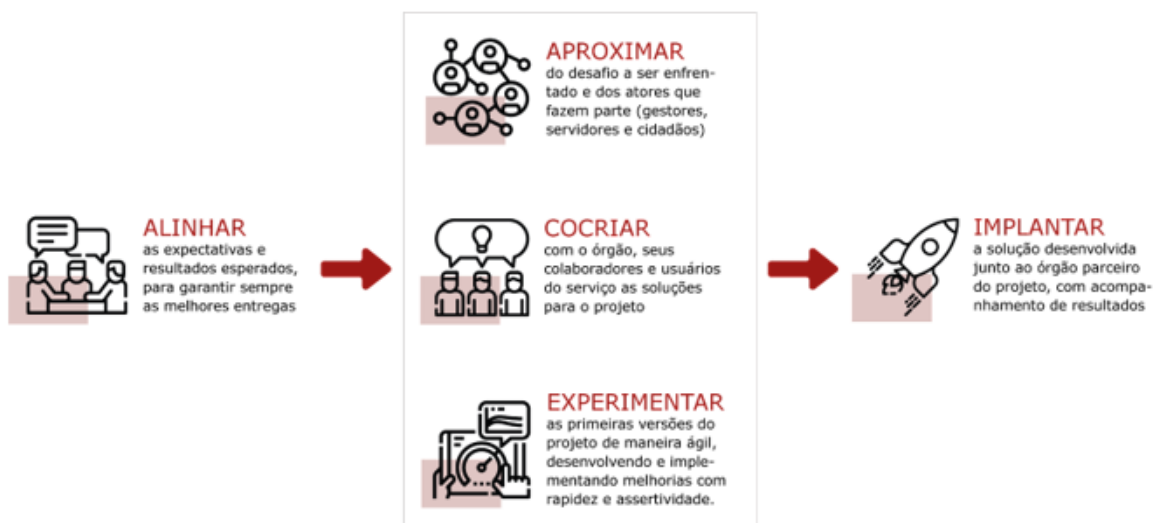 ALINHAR
as expectativas e
resultados esperados,
para garantir sempre
as melhores entregas
APROXIMAR
do desafio a ser enfren-
tado e dos atores que
fazem parte (gestores,
servidores e cidadãos)
COCRIAR
com o órgão, seus
colaboradores e usuários
do serviço as soluções
para o projeto
EXPERIMENTAR
as primeiras versões do
projeto de maneira ágil,
desenvolvendo e imple-
mentando melhorias com
rapidez e assertividade.
IMPLANTAR
a solução desenvolvida
junto ao órgão parceiro
do projeto, com acompa-
nhamento de resultados